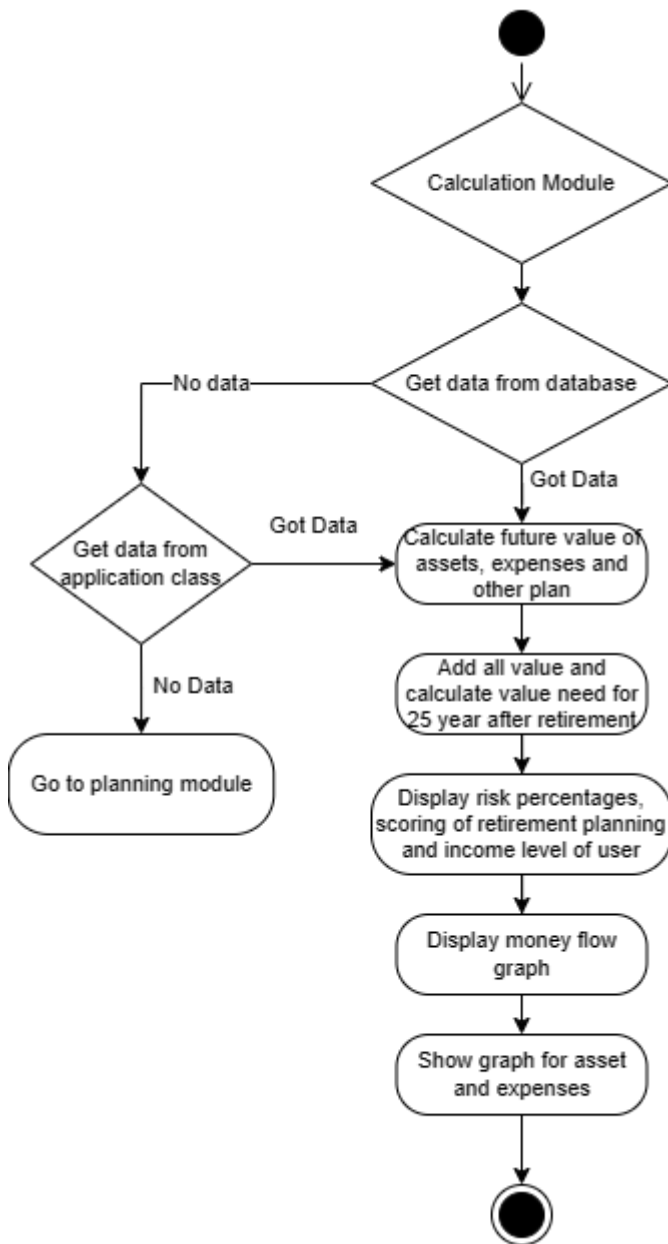 Calculation Module
Get data from database
No data
Got Data
Get data from
application class
Got Data
Calculate future value of
assets, expenses and
other plan
No Data
Add all value and
calculate value need for
25 year after retirement
Go to planning module
Display risk percentages,
scoring of retirement planning
and income level of user
Display money flow
graph
Show graph for asset
and expenses